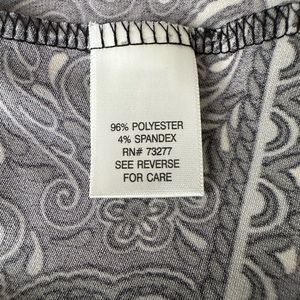 96% POLYESTER
4% SPANDEX
RN# 73277
SEE REVERSE
FOR CARE